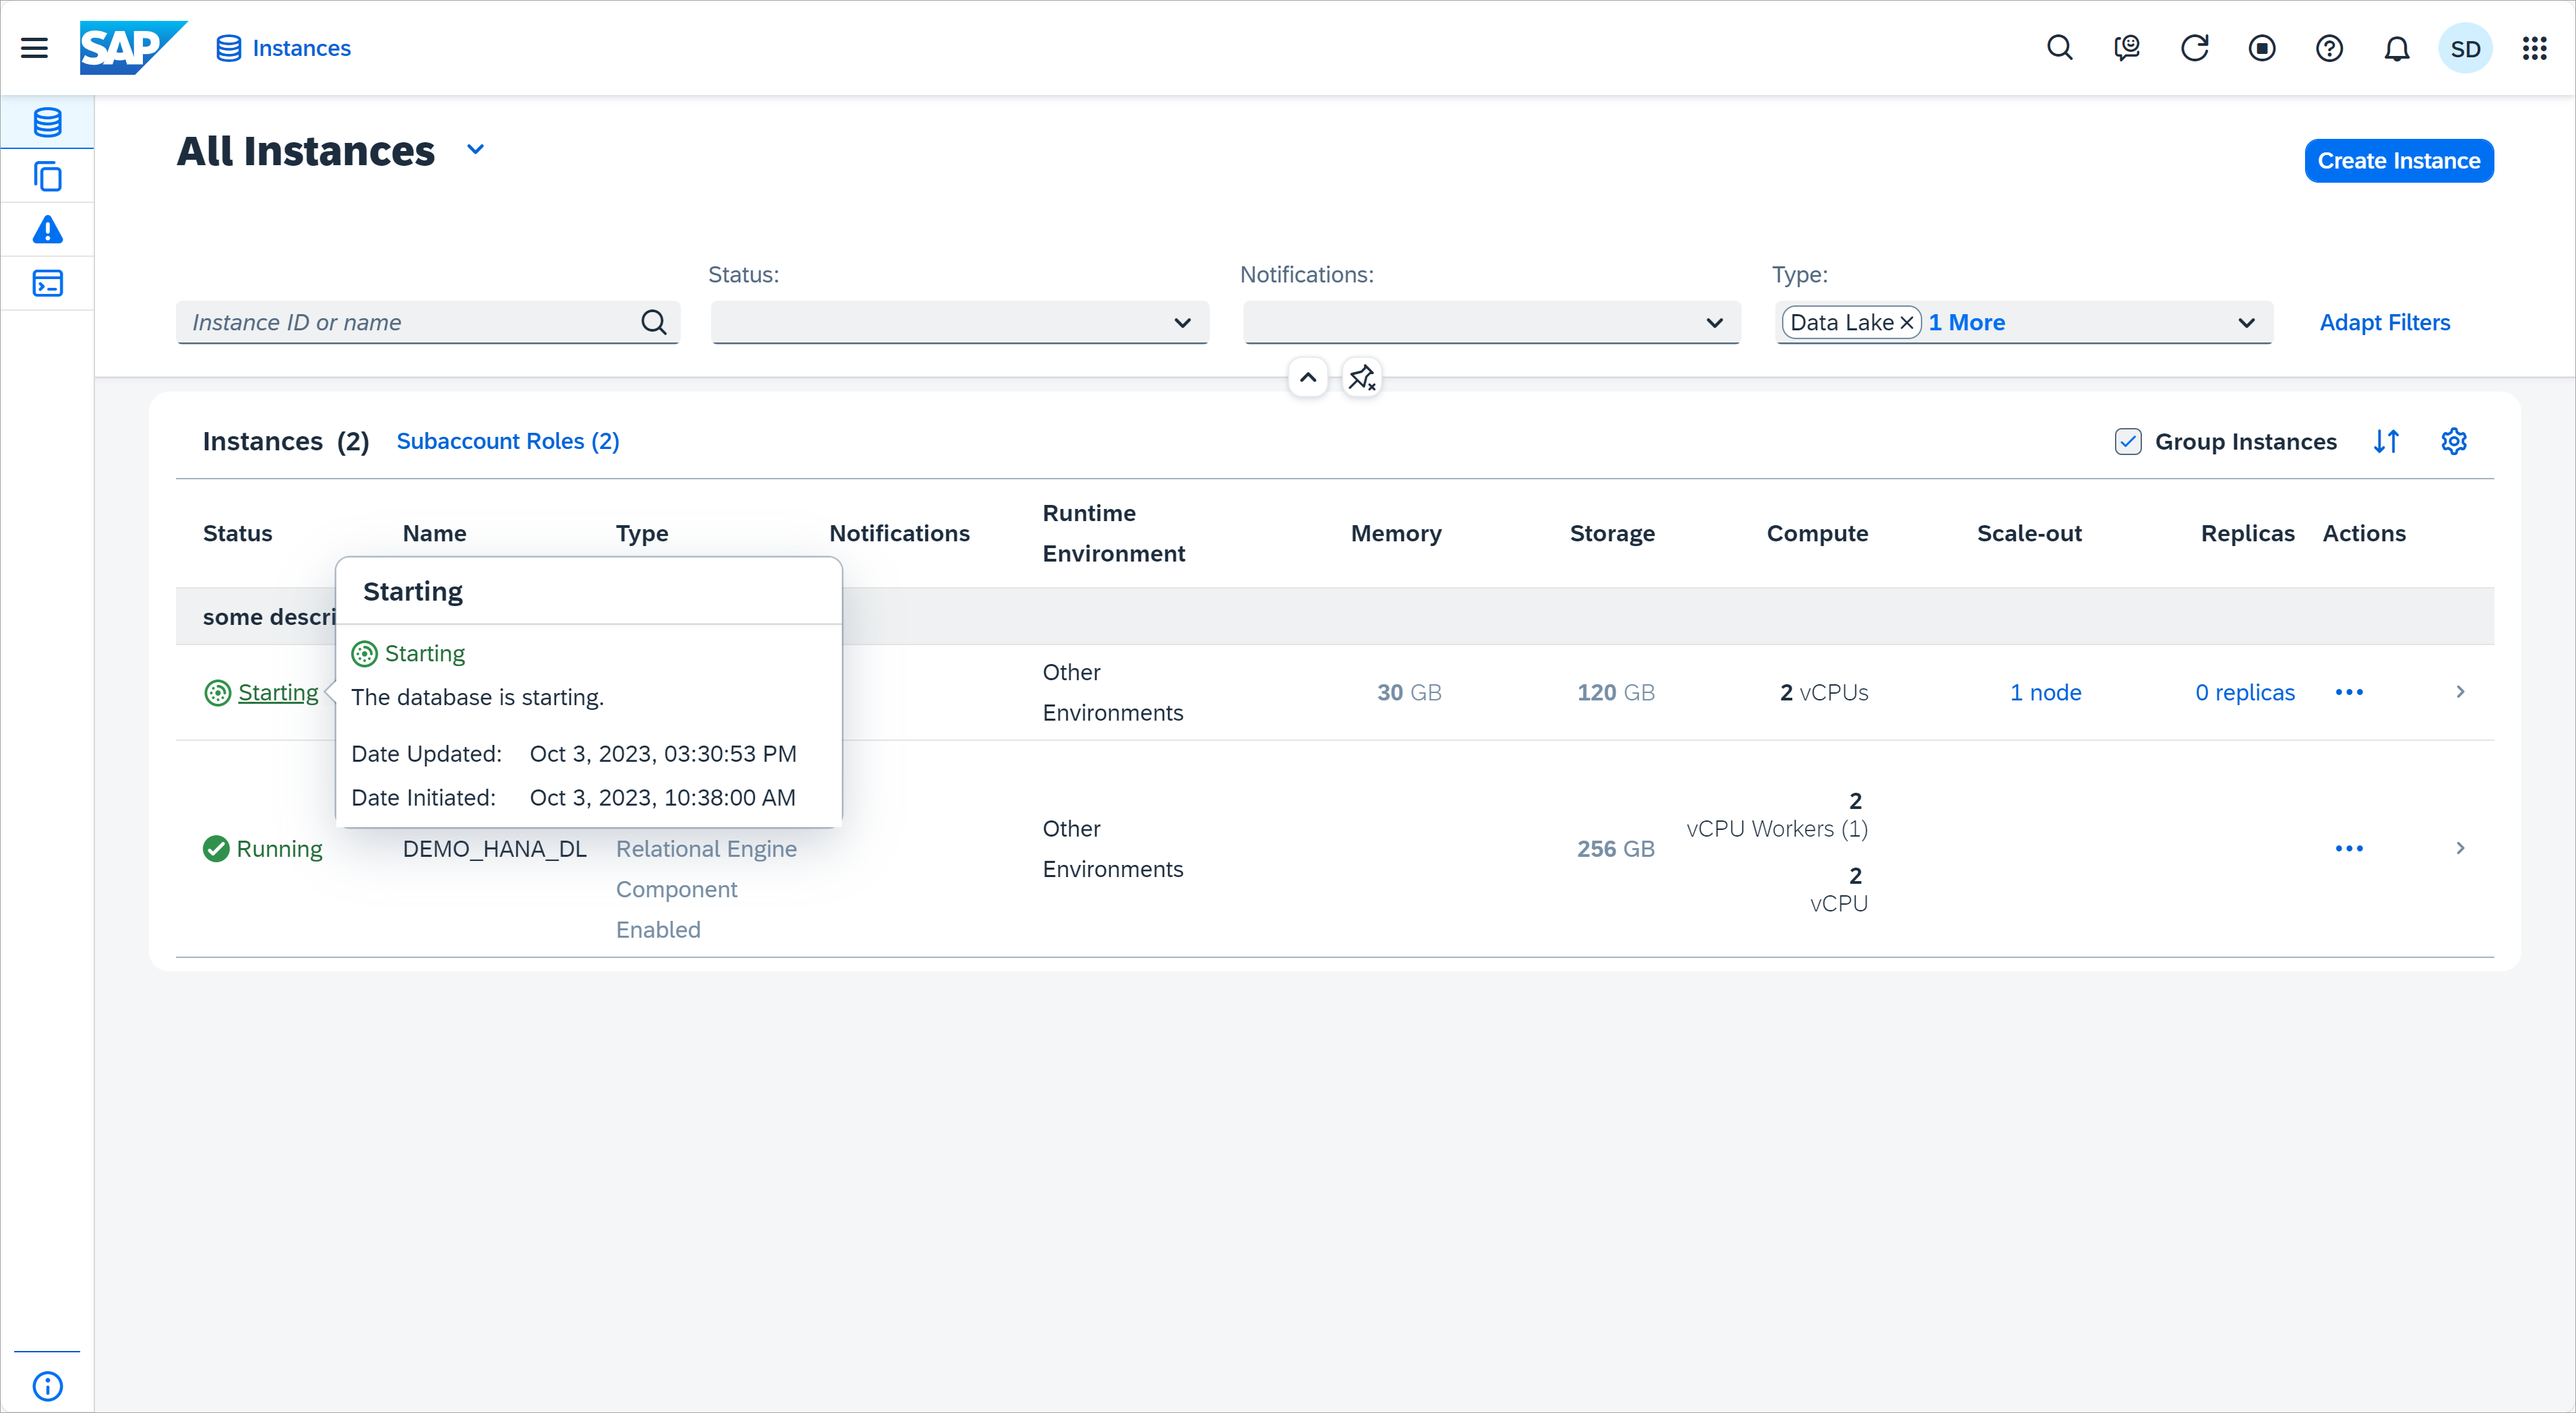 SAP Instances SD
All Instances
Create Instance
Status: Notifications: Type:
Instance ID or name Data Lake 1 More Adapt Filters
Instances (2) Subaccount Roles (2) Group Instances
Status Name Type Notifications Runtime Environment Memory Storage Compute Scale-out Replicas Actions
some descri
Starting
Starting
The database is starting.
Date Updated: Oct 3, 2023, 03:30:53 PM
Date Initiated: Oct 3, 2023, 10:38:00 AM
Starting Other Environments 30 GB 120 GB 2 vCPUs 1 node 0 replicas
Running DEMO_HANA_DL Relational Engine Component Enabled Other Environments 256 GB 2 vCPU Workers (1) 2 vCPU